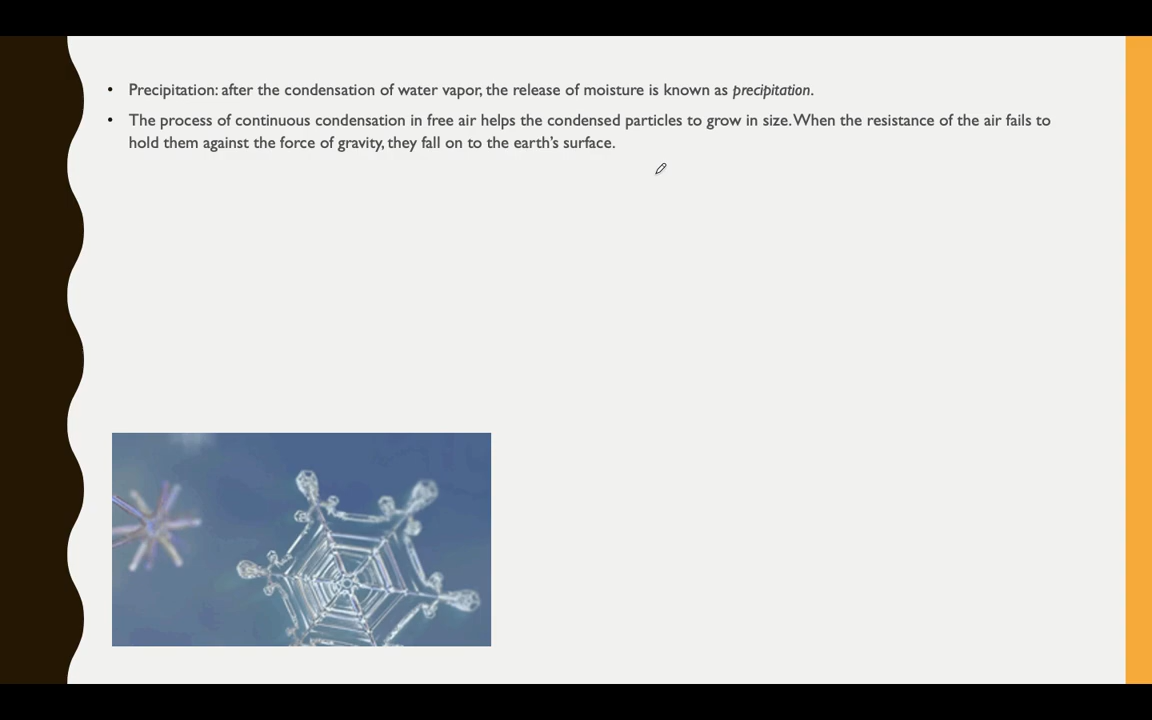 • Precipitation: after the condensation of water vapor, the release of moisture is known as precipitation.
• The process of continuous condensation in free air helps the condensed particles to grow in size. When the resistance of the air fails to
hold them against the force of gravity, they fall on to the earth’s surface.